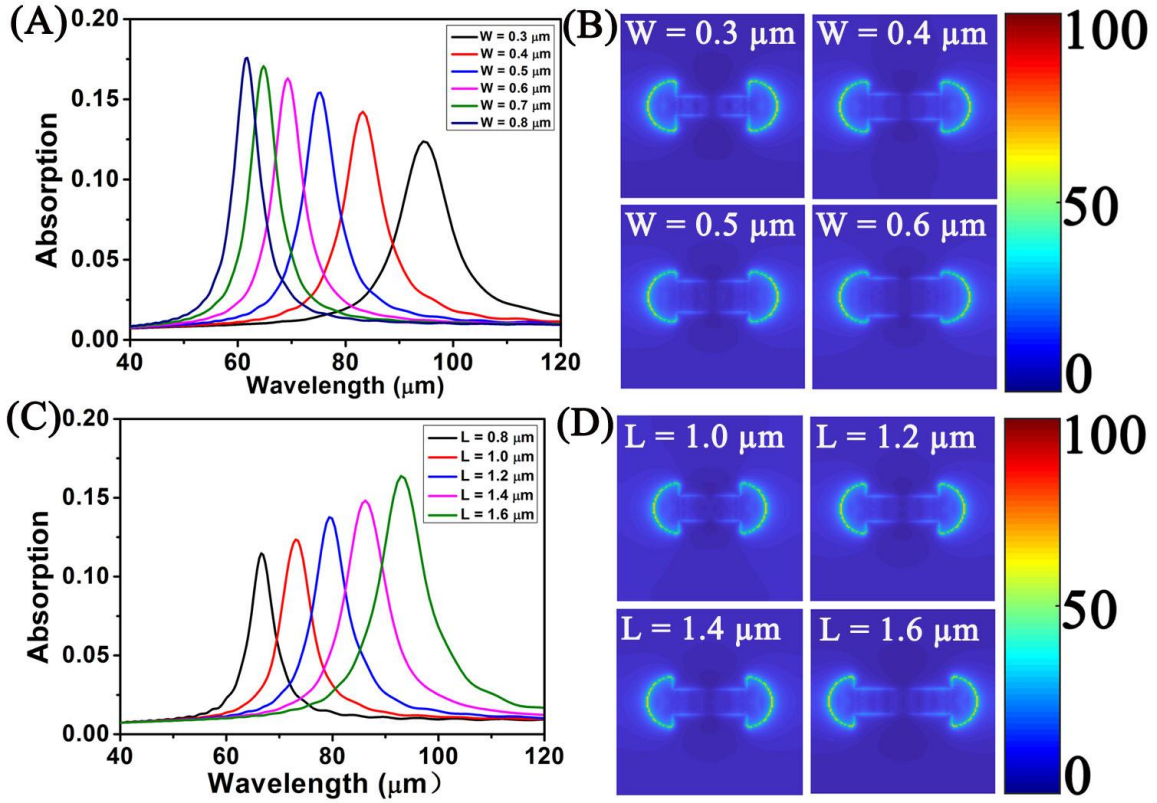 (A)
0.20
0.15
0.10
0.05
0.00
Absorption
40 60 80 100 120
Wavelength (μm)
W = 0.3 μm
W = 0.4 μm
W = 0.5 μm
W = 0.6 μm
W = 0.7 μm
W = 0.8 μm
(B)
W = 0.3 μm
W = 0.4 μm
W = 0.5 μm
W = 0.6 μm
100
50
0
(C)
0.20
0.15
0.10
0.05
0.00
Absorption
40 60 80 100 120
Wavelength (μm）
L = 0.8 μm
L = 1.0 μm
L = 1.2 μm
L = 1.4 μm
L = 1.6 μm
(D)
L = 1.0 μm
L = 1.2 μm
L = 1.4 μm
L = 1.6 μm
100
50
0